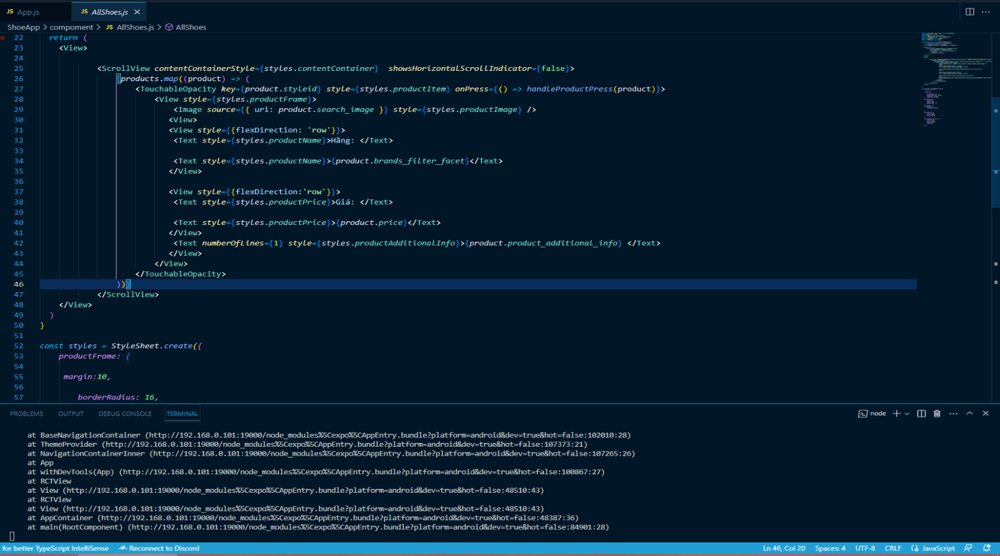 JS App.js
JS AllShoes.js
ShoeApp > compoment > JS AllShoes.js > AllShoes
22 return (
23 <View>
24
25 <ScrollView contentContainerStyle={styles.contentContainer} showsHorizontalScrollIndicator={false}>
26 {products.map((product) => (
27 <TouchableOpacity key={product.styleid} style={styles.productItem} onPress={() => handleProductPress(product)}>
28 <View style={styles.productFrame}>
29 <Image source={{ uri: product.search_image }} style={styles.productImage} />
30 <View>
31 <View style={{flexDirection: 'row'}}>
32 <Text style={styles.productName}>Hãng: </Text>
33
34 <Text style={styles.productName}>{product.brands_filter_facet}</Text>
35 </View>
36
37 <View style={{flexDirection:'row'}}>
38 <Text style={styles.productPrice}>Giá: </Text>
39
40 <Text style={styles.productPrice}>{product.price}</Text>
41 </View>
42 <Text numberOfLines={1} style={styles.productAdditionalInfo}>{product.product_additional_info} </Text>
43 </View>
44 </View>
45 </TouchableOpacity>
46 ))}
47 </ScrollView>
48 </View>
49 )
50 }
51
52 const styles = StyleSheet.create({
53 productFrame: {
54
55 margin:10,
56
57 borderRadius: 16,
PROBLEMS OUTPUT DEBUG CONSOLE TERMINAL node
at BaseNavigationContainer (http://192.168.0.101:19000/node_modules%5Cexpo%5CAppEntry.bundle?platform=android&dev=true&hot=false:102010:28)
at ThemeProvider (http://192.168.0.101:19000/node_modules%5Cexpo%5CAppEntry.bundle?platform=android&dev=true&hot=false:107373:21)
at NavigationContainerInner (http://192.168.0.101:19000/node_modules%5Cexpo%5CAppEntry.bundle?platform=android&dev=true&hot=false:107265:26)
at App
at withDevTools(App) (http://192.168.0.101:19000/node_modules%5Cexpo%5CAppEntry.bundle?platform=android&dev=true&hot=false:100867:27)
at RCTView
at View (http://192.168.0.101:19000/node_modules%5Cexpo%5CAppEntry.bundle?platform=android&dev=true&hot=false:48510:43)
at RCTView
at View (http://192.168.0.101:19000/node_modules%5Cexpo%5CAppEntry.bundle?platform=android&dev=true&hot=false:48510:43)
at AppContainer (http://192.168.0.101:19000/node_modules%5Cexpo%5CAppEntry.bundle?platform=android&dev=true&hot=false:48387:36)
at main(RootComponent) (http://192.168.0.101:19000/node_modules%5Cexpo%5CAppEntry.bundle?platform=android&dev=true&hot=false:84901:28)
for better TypeScript IntelliSense Reconnect to Discord Ln 46, Col 20 Spaces: 4 UTF-8 CRLF JavaScript